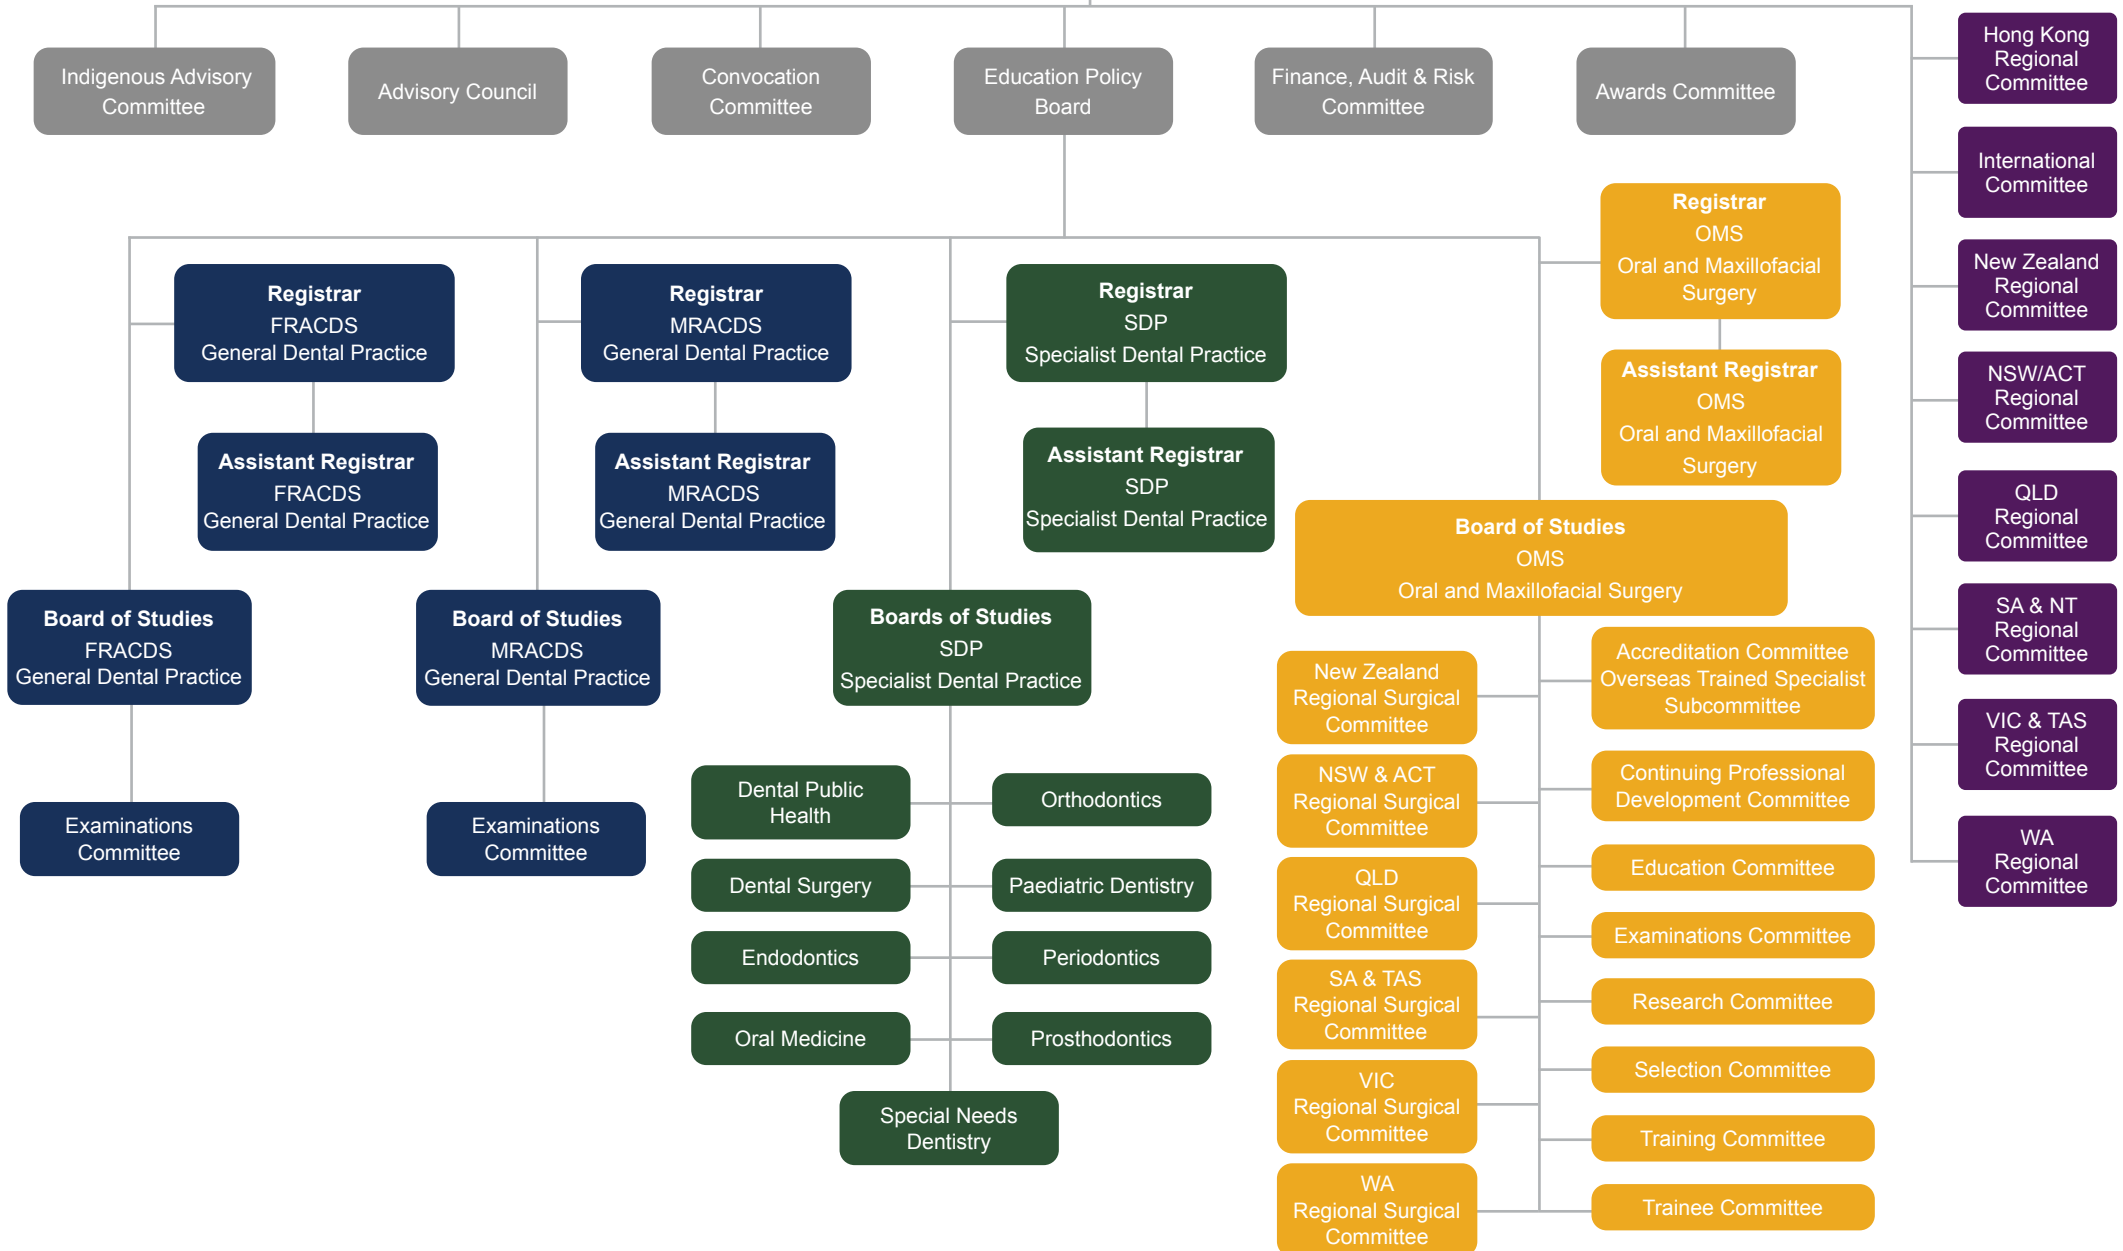 Indigenous Advisory
Committee
Advisory Council
Convocation
Committee
Education Policy
Board
Finance, Audit & Risk
Committee
Awards Committee
Registrar
FRACDS
General Dental Practice
Assistant Registrar
FRACDS
General Dental Practice
Board of Studies
FRACDS
General Dental Practice
Examinations
Committee
Registrar
MRACDS
General Dental Practice
Assistant Registrar
MRACDS
General Dental Practice
Board of Studies
MRACDS
General Dental Practice
Examinations
Committee
Registrar
SDP
Specialist Dental Practice
Assistant Registrar
SDP
Specialist Dental Practice
Boards of Studies
SDP
Specialist Dental Practice
Dental Public
Health
Orthodontics
Dental Surgery
Paediatric Dentistry
Endodontics
Periodontics
Oral Medicine
Prosthodontics
Special Needs
Dentistry
Registrar
OMS
Oral and Maxillofacial
Surgery
Assistant Registrar
OMS
Oral and Maxillofacial
Surgery
Board of Studies
OMS
Oral and Maxillofacial Surgery
New Zealand
Regional Surgical
Committee
NSW & ACT
Regional Surgical
Committee
QLD
Regional Surgical
Committee
SA & TAS
Regional Surgical
Committee
VIC
Regional Surgical
Committee
WA
Regional Surgical
Committee
Accreditation Committee
Overseas Trained Specialist
Subcommittee
Continuing Professional
Development Committee
Education Committee
Examinations Committee
Research Committee
Selection Committee
Training Committee
Trainee Committee
Hong Kong
Regional
Committee
International
Committee
New Zealand
Regional
Committee
NSW/ACT
Regional
Committee
QLD
Regional
Committee
SA & NT
Regional
Committee
VIC & TAS
Regional
Committee
WA
Regional
Committee